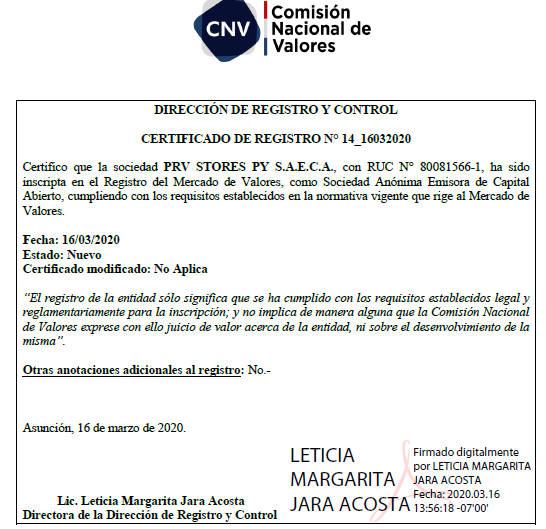 CNV
Comisión
Nacional de
Valores
DIRECCIÓN DE REGISTRO Y CONTROL
CERTIFICADO DE REGISTRO N° 14_16032020
Certifico que la sociedad PRV STORES PY S.A.E.C.A., con RUC N° 80081566-1, ha sido
inscripta en el Registro del Mercado de Valores, como Sociedad Anónima Emisora de Capital
Abierto, cumpliendo con los requisitos establecidos en la normativa vigente que rige al Mercado de
Valores.
Fecha: 16/03/2020
Estado: Nuevo
Certificado modificado: No Aplica
“El registro de la entidad sólo significa que se ha cumplido con los requisitos establecidos legal y
reglamentariamente para la inscripción; y no implica de manera alguna que la Comisión Nacional
de Valores exprese con ello juicio de valor acerca de la entidad, ni sobre el desenvolvimiento de la
misma”.
Otras anotaciones adicionales al registro: No.-
Asunción, 16 de marzo de 2020.
LETICIA
MARGARITA
JARA ACOSTA
Firmado digitalmente
por LETICIA MARGARITA
JARA ACOSTA
Fecha: 2020.03.16
13:56:18 -07'00'
Lic. Leticia Margarita Jara Acosta
Directora de la Dirección de Registro y Control